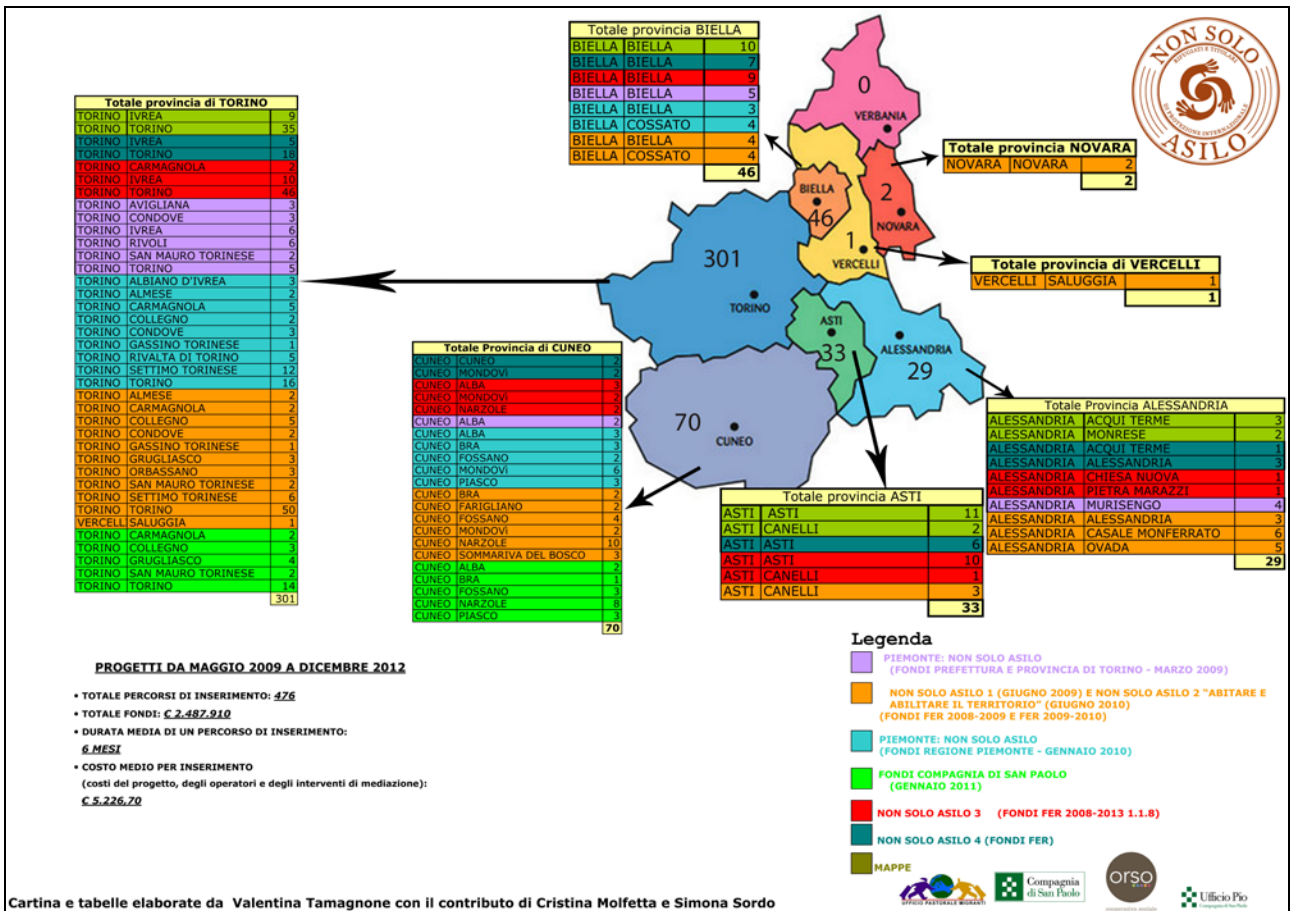 Totale provincia BIELLA
BIELLA BIELLA 10
BIELLA BIELLA 7
BIELLA BIELLA 9
BIELLA BIELLA 5
BIELLA BIELLA 3
BIELLA COSSATO 4
BIELLA BIELLA 4
BIELLA COSSATO 4
46
NON SOLO
RIFUGIATI E TITOLARI
DI PROTEZIONE INTERNAZIONALE
ASILO
Totale provincia di TORINO
TORINO IVREA 9
TORINO TORINO 35
TORINO IVREA 5
TORINO TORINO 18
TORINO CARMAGNOLA 2
TORINO IVREA 10
TORINO TORINO 46
TORINO AVIGLIANA 3
TORINO CONDOVE 3
TORINO IVREA 6
TORINO RIVOLI 6
TORINO SAN MAURO TORINESE 2
TORINO TORINO 5
TORINO ALBIANO D'IVREA 3
TORINO ALMESE 2
TORINO CARMAGNOLA 5
TORINO COLLEGNO 2
TORINO CONDOVE 3
TORINO GASSINO TORINESE 1
TORINO RIVALTA DI TORINO 5
TORINO SETTIMO TORINESE 12
TORINO TORINO 16
TORINO ALMESE 2
TORINO CARMAGNOLA 2
TORINO COLLEGNO 5
TORINO CONDOVE 2
TORINO GASSINO TORINESE 1
TORINO GRUGLIASCO 3
TORINO ORBASSANO 3
TORINO SAN MAURO TORINESE 2
TORINO SETTIMO TORINESE 6
TORINO TORINO 50
VERCELL SALUGGIA 1
TORINO CARMAGNOLA 2
TORINO COLLEGNO 3
TORINO GRUGLIASCO 4
TORINO SAN MAURO TORINESE 2
TORINO TORINO 14
301
0
VERBANIA
BIELLA
46
2
NOVARA
1
VERCELLI
301
TORINO
ASTI
33
ALESSANDRIA
29
70
CUNEO
Totale provincia NOVARA
NOVARA NOVARA 2
2
Totale provincia di VERCELLI
VERCELLI SALUGGIA 1
1
Totale Provincia di CUNEO
CUNEO CUNEO 2
CUNEO MONDOVÌ 2
CUNEO ALBA 3
CUNEO MONDOVÌ 2
CUNEO NARZOLE 2
CUNEO ALBA 2
CUNEO ALBA 3
CUNEO BRA 3
CUNEO FOSSANO 2
CUNEO MONDOVÌ 6
CUNEO PIASCO 3
CUNEO BRA 2
CUNEO FARIGLIANO 2
CUNEO FOSSANO 4
CUNEO MONDOVÌ 2
CUNEO NARZOLE 10
CUNEO SOMMARIVA DEL BOSCO 3
CUNEO ALBA 2
CUNEO BRA 1
CUNEO FOSSANO 3
CUNEO NARZOLE 8
CUNEO PIASCO 3
70
Totale provincia ASTI
ASTI ASTI 11
ASTI CANELLI 2
ASTI ASTI 6
ASTI ASTI 10
ASTI CANELLI 1
ASTI CANELLI 3
33
Totale Provincia ALESSANDRIA
ALESSANDRIA ACQUI TERME 3
ALESSANDRIA MONRESE 2
ALESSANDRIA ACQUI TERME 1
ALESSANDRIA ALESSANDRIA 3
ALESSANDRIA CHIESA NUOVA 1
ALESSANDRIA PIETRA MARAZZI 1
ALESSANDRIA MURISENGO 4
ALESSANDRIA ALESSANDRIA 3
ALESSANDRIA CASALE MONFERRATO 6
ALESSANDRIA OVADA 5
29
PROGETTI DA MAGGIO 2009 A DICEMBRE 2012
• TOTALE PERCORSI DI INSERIMENTO: 476
• TOTALE FONDI: € 2.487.910
• DURATA MEDIA DI UN PERCORSO DI INSERIMENTO:
6 MESI
• COSTO MEDIO PER INSERIMENTO
(costi del progetto, degli operatori e degli interventi di mediazione):
€ 5.226,70
Legenda
PIEMONTE: NON SOLO ASILO
(FONDI PREFETTURA E PROVINCIA DI TORINO - MARZO 2009)
NON SOLO ASILO 1 (GIUGNO 2009) E NON SOLO ASILO 2 "ABITARE E
ABILITARE IL TERRITORIO" (GIUGNO 2010)
(FONDI FER 2008-2009 E FER 2009-2010)
PIEMONTE: NON SOLO ASILO
(FONDI REGIONE PIEMONTE - GENNAIO 2010)
FONDI COMPAGNIA DI SAN PAOLO
(GENNAIO 2011)
NON SOLO ASILO 3 (FONDI FER 2008-2013 1.1.8)
NON SOLO ASILO 4 (FONDI FER)
MAPPE
UFFICIO PASTORALE MIGRANTI
Compagnia
di San Paolo
orso
cooperativa sociale
Ufficio Pio
Compagnia di San Paolo
Cartina e tabelle elaborate da Valentina Tamagnone con il contributo di Cristina Molfetta e Simona Sordo